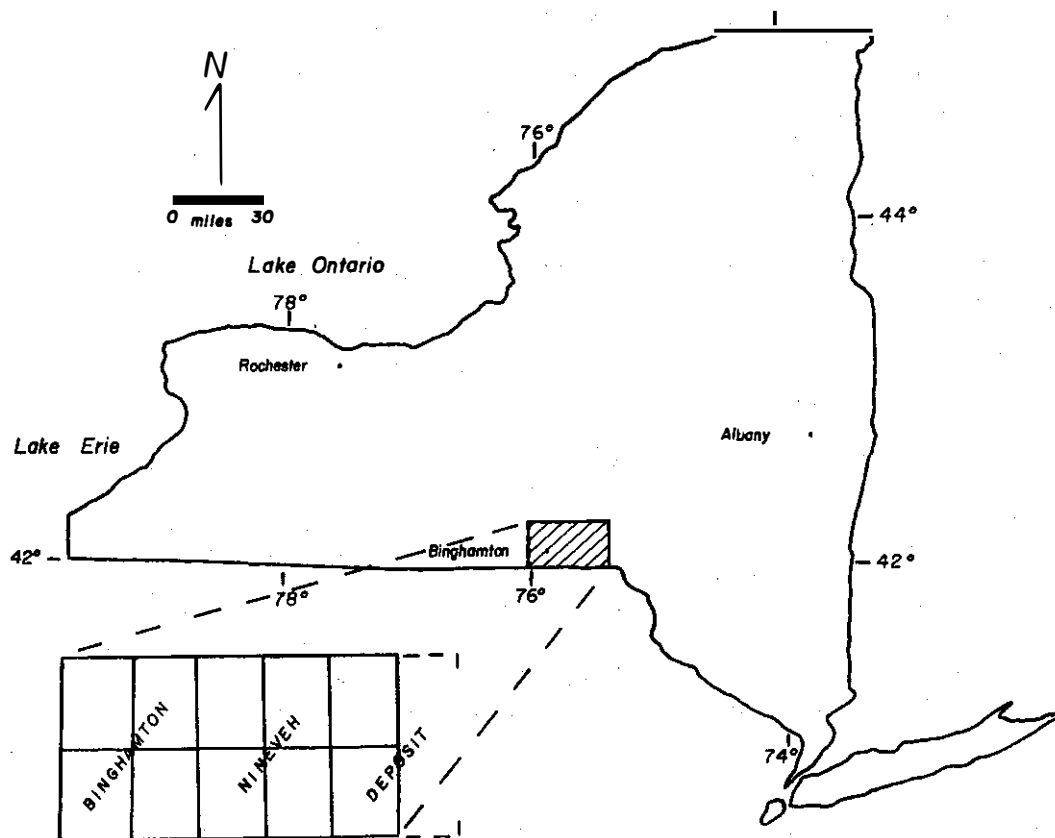 N
76°
0 miles 30
44°
Lake Ontario
78°
Rochester
Albany
Lake Erie
42°
Binghamton
42°
78°
76°
BINGHAMTON
NINEVEH
DEPOSIT
74°